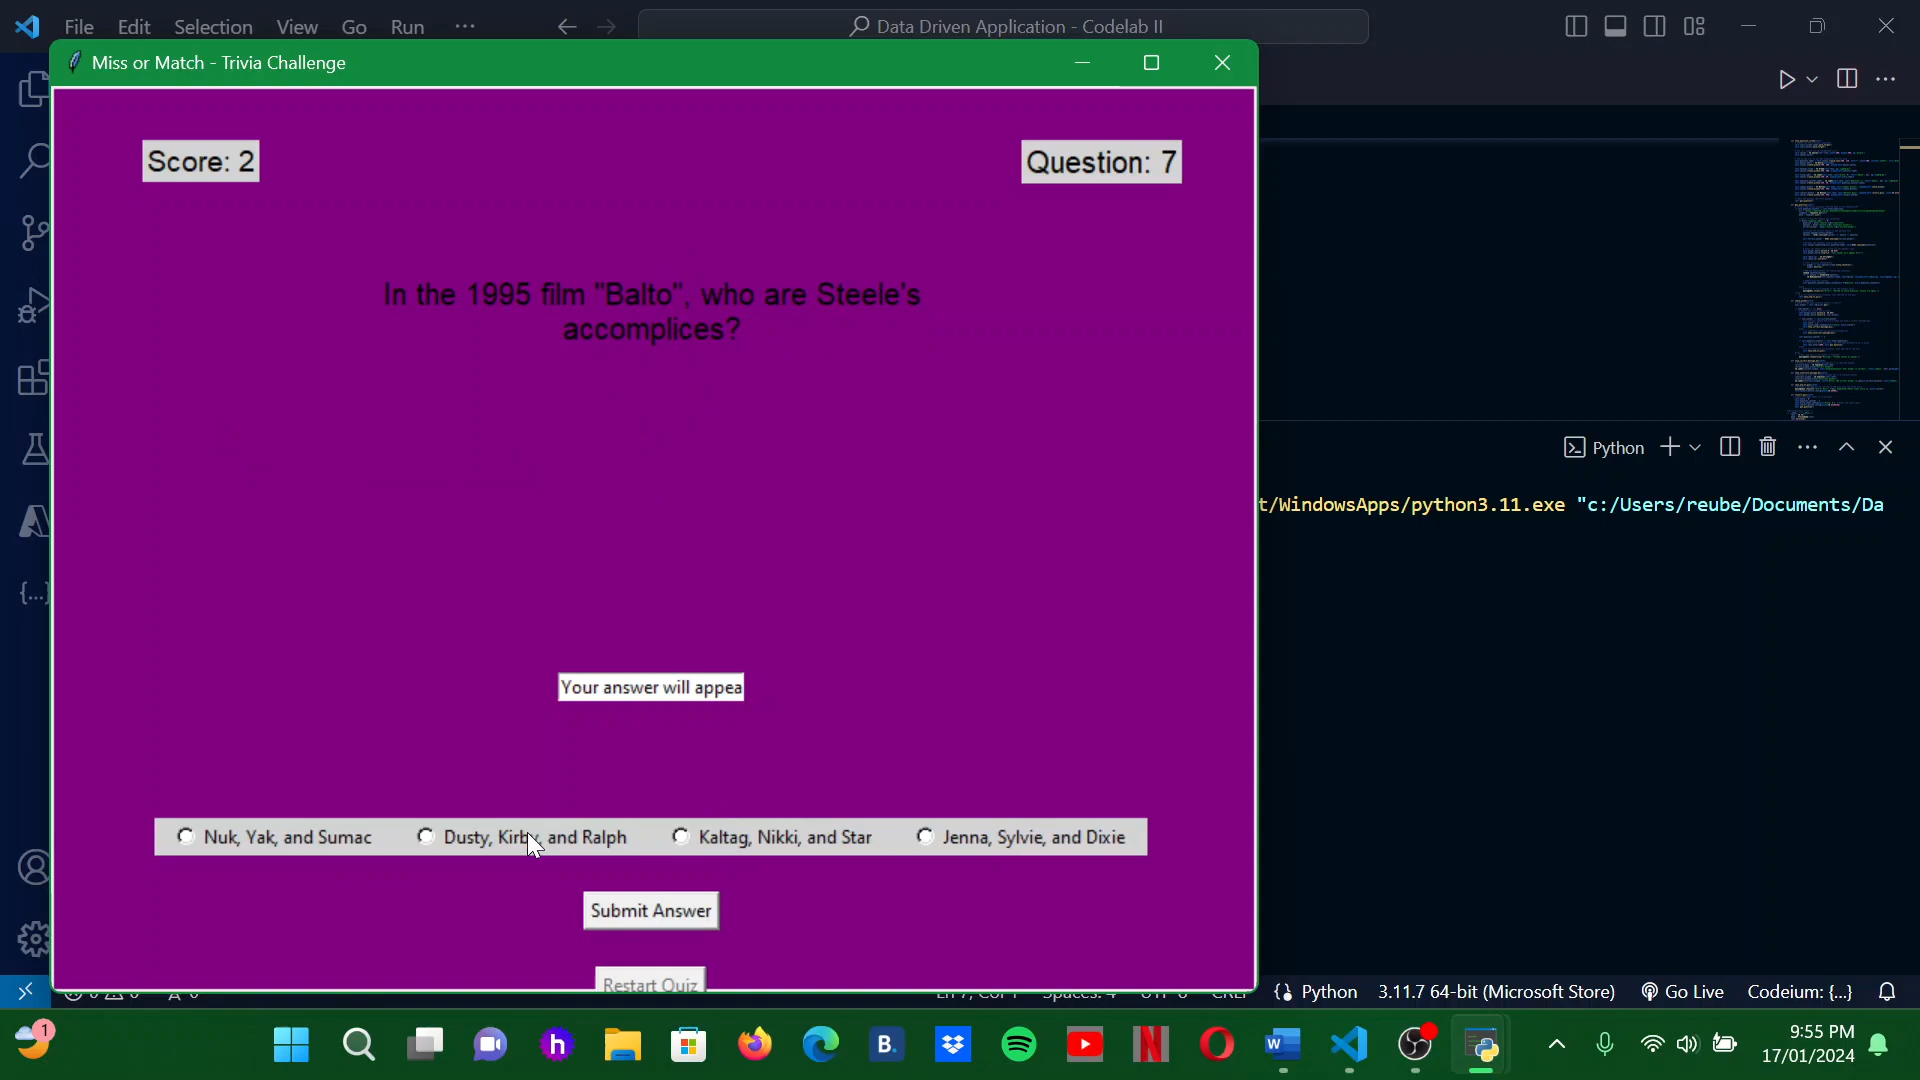 File Edit Selection View Go Run ...
Data Driven Application - Codelab II
Miss or Match - Trivia Challenge
Score: 2
Question: 7
In the 1995 film "Balto", who are Steele's
accomplices?
Python
t/WindowsApps/python3.11.exe "c:/Users/reube/Documents/Da
Your answer will appea
Nuk, Yak, and Sumac
Dusty, Kirby, and Ralph
Kaltag, Nikki, and Star
Jenna, Sylvie, and Dixie
Submit Answer
Restart Quiz
Python 3.11.7 64-bit (Microsoft Store) Go Live Codeium: {...}
1
h
B.
N
W
9:55 PM
17/01/2024